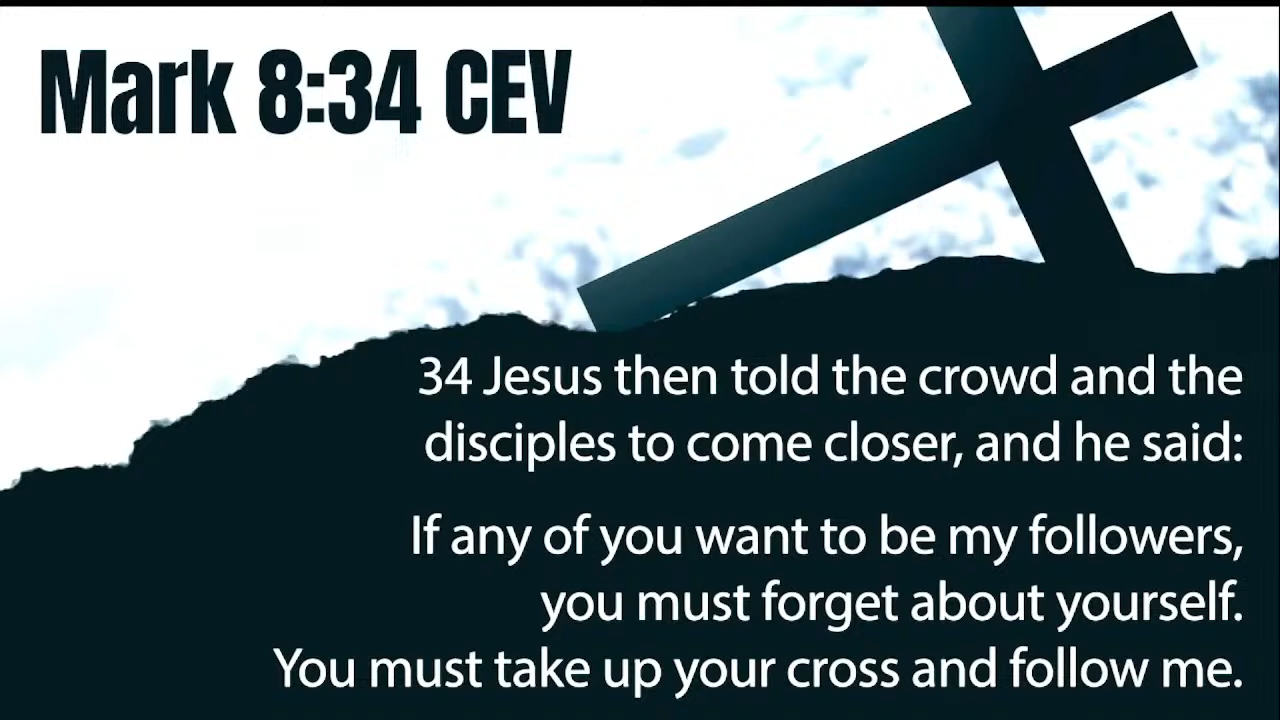 Mark 8:34 CEV
34 Jesus then told the crowd and the
disciples to come closer, and he said:
If any of you want to be my followers,
you must forget about yourself.
You must take up your cross and follow me.